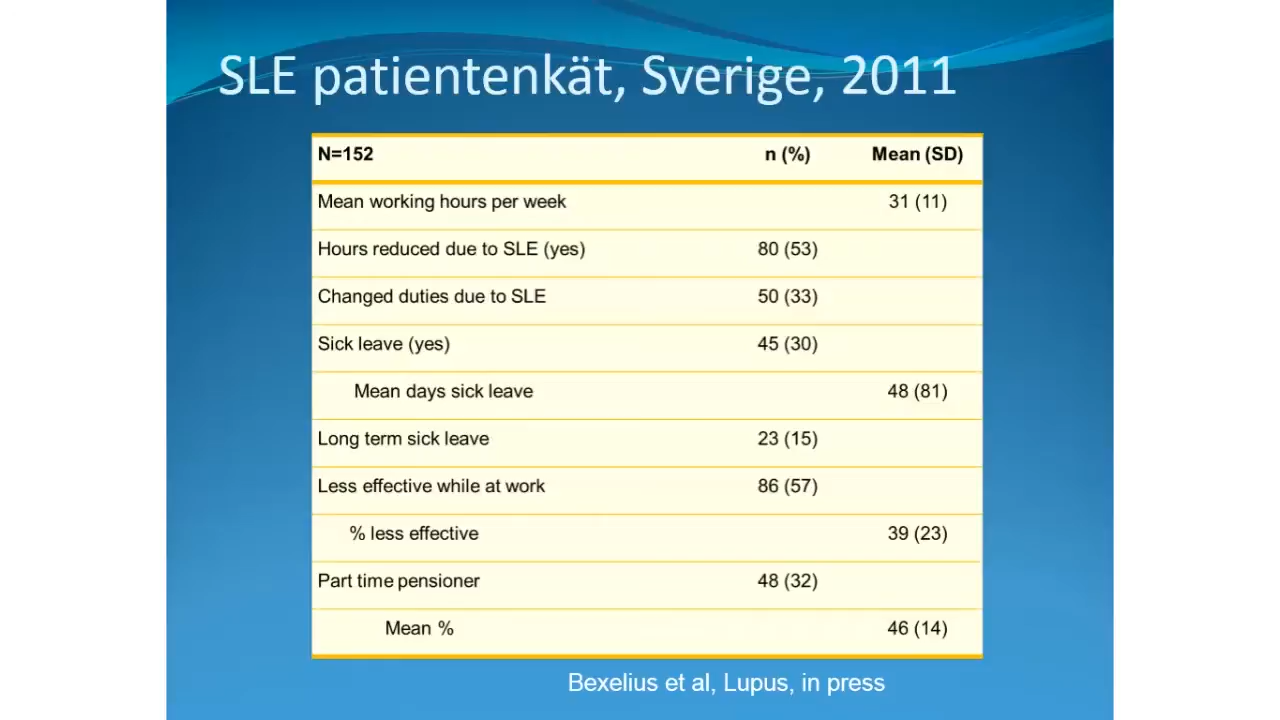 SLE patientenkät, Sverige, 2011
N=152 n (%) Mean (SD)
Mean working hours per week 31 (11)
Hours reduced due to SLE (yes) 80 (53)
Changed duties due to SLE 50 (33)
Sick leave (yes) 45 (30)
Mean days sick leave 48 (81)
Long term sick leave 23 (15)
Less effective while at work 86 (57)
% less effective 39 (23)
Part time pensioner 48 (32)
Mean % 46 (14)
Bexelius et al, Lupus, in press